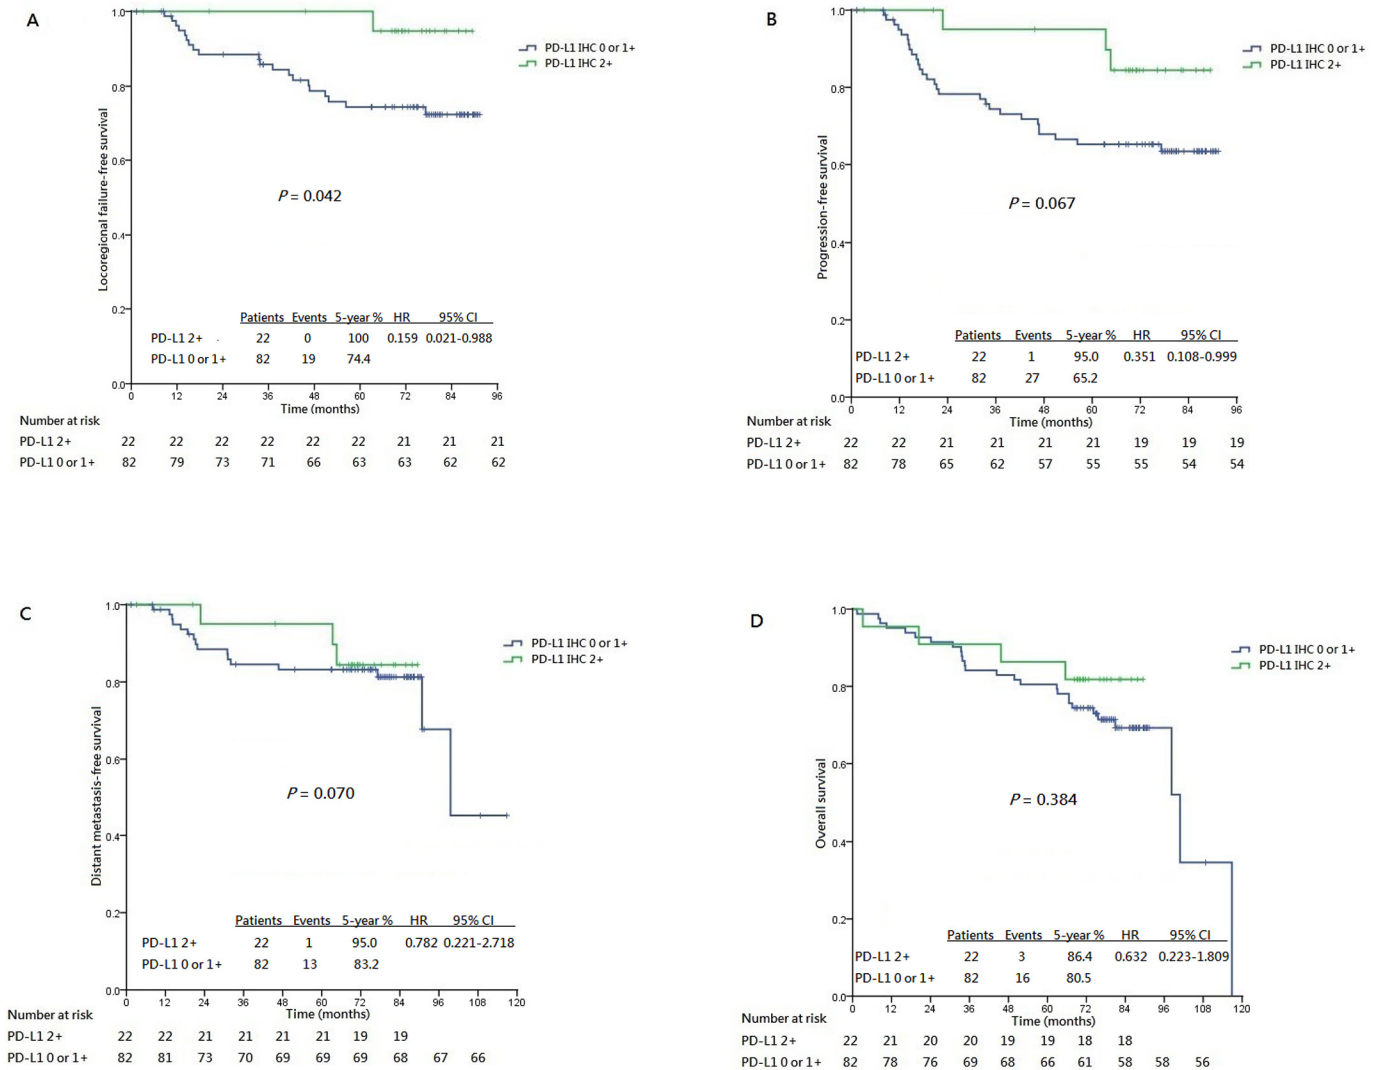 A
Locoregional failure-free survival
1.0
0.8
0.6
0.4
0.2
0.0
PD-L1 IHC 0 or 1+
PD-L1 IHC 2+
P = 0.042
Patients Events 5-year % HR 95% CI
PD-L1 2+ 22 0 100 0.159 0.021-0.988
PD-L1 0 or 1+ 82 19 74.4
0 12 24 36 48 60 72 84 96
Time (months)
Number at risk
PD-L1 2+ 22 22 22 22 22 22 21 21 21
PD-L1 0 or 1+ 82 79 73 71 66 63 63 62 62
B
Progression-free survival
1.0
0.8
0.6
0.4
0.2
0.0
PD-L1 IHC 0 or 1+
PD-L1 IHC 2+
P = 0.067
Patients Events 5-year % HR 95% CI
PD-L1 2+ 22 1 95.0 0.351 0.108-0.999
PD-L1 0 or 1+ 82 27 65.2
0 12 24 36 48 60 72 84 96
Time (months)
Number at risk
PD-L1 2+ 22 22 21 21 21 21 19 19 19
PD-L1 0 or 1+ 82 78 65 62 57 55 55 54 54
C
Distant metastasis-free survival
1.0
0.8
0.6
0.4
0.2
0.0
PD-L1 IHC 0 or 1+
PD-L1 IHC 2+
P = 0.070
Patients Events 5-year % HR 95% CI
PD-L1 2+ 22 1 95.0 0.782 0.221-2.718
PD-L1 0 or 1+ 82 13 83.2
0 12 24 36 48 60 72 84 96 108 120
Time (months)
Number at risk
PD-L1 2+ 22 22 21 21 21 21 19 19
PD-L1 0 or 1+ 82 81 73 70 69 69 69 68 67 66
D
Overall survival
1.0
0.8
0.6
0.4
0.2
0.0
PD-L1 IHC 0 or 1+
PD-L1 IHC 2+
P = 0.384
Patients Events 5-year % HR 95% CI
PD-L1 2+ 22 3 86.4 0.632 0.223-1.809
PD-L1 0 or 1+ 82 16 80.5
0 12 24 36 48 60 72 84 96 108 120
Time (months)
Number at risk
PD-L1 2+ 22 21 20 20 19 19 18 18
PD-L1 0 or 1+ 82 78 76 69 68 66 61 58 58 56